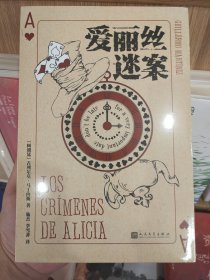 A
爱丽丝
迷案
GUILLERMO MARTÍNEZ
don't be late for a very important date
LOS
CRÍMENES
DE ALICIA
人民文学出版社
A